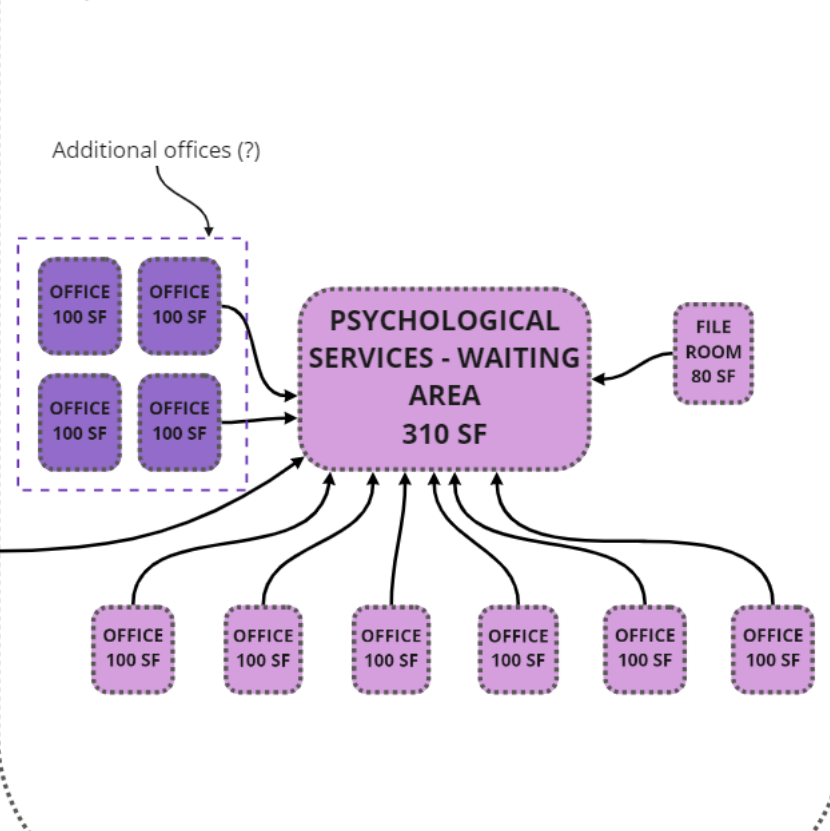 Additional offices (?)
OFFICE
100 SF
OFFICE
100 SF
OFFICE
100 SF
OFFICE
100 SF
PSYCHOLOGICAL
SERVICES - WAITING
AREA
310 SF
FILE
ROOM
80 SF
OFFICE
100 SF
OFFICE
100 SF
OFFICE
100 SF
OFFICE
100 SF
OFFICE
100 SF
OFFICE
100 SF